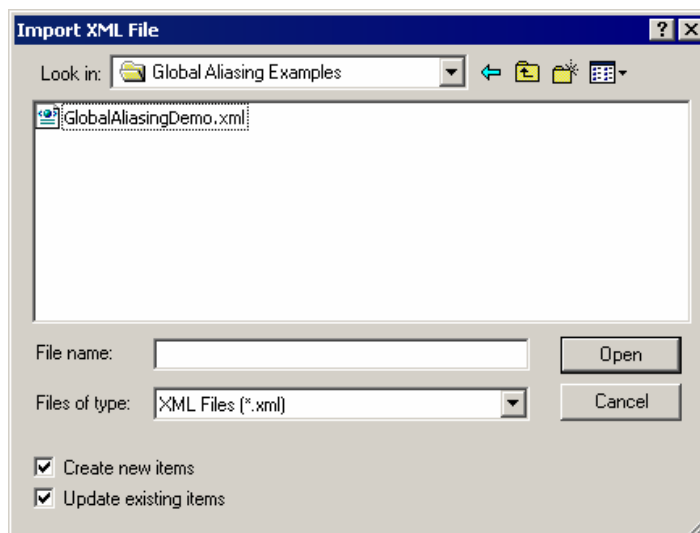 Import XML File
Look in: Global Aliasing Examples
GlobalAliasingDemo.xml
File name: Open
Files of type: XML Files (*.xml) Cancel
Create new items
Update existing items